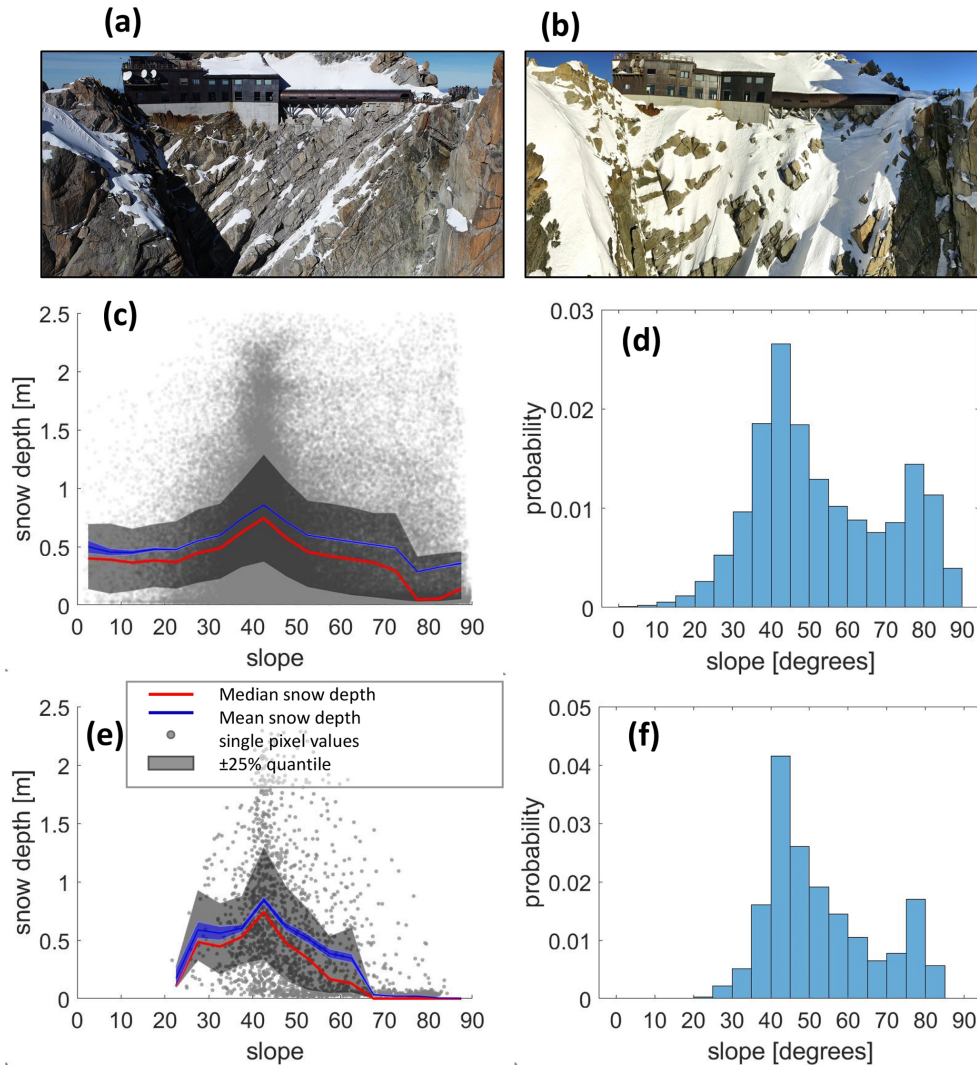 (a)
(b)
(c)
2.5
2
1.5
1
0.5
0
snow depth [m]
0 10 20 30 40 50 60 70 80 90
slope
(d)
0.03
0.02
0.01
0
probability
0 10 20 30 40 50 60 70 80 90
slope [degrees]
(e)
Median snow depth
Mean snow depth
single pixel values
±25% quantile
2.5
2
1.5
1
0.5
0
snow depth [m]
0 10 20 30 40 50 60 70 80 90
slope
(f)
0.05
0.04
0.03
0.02
0.01
0
probability
0 10 20 30 40 50 60 70 80 90
slope [degrees]